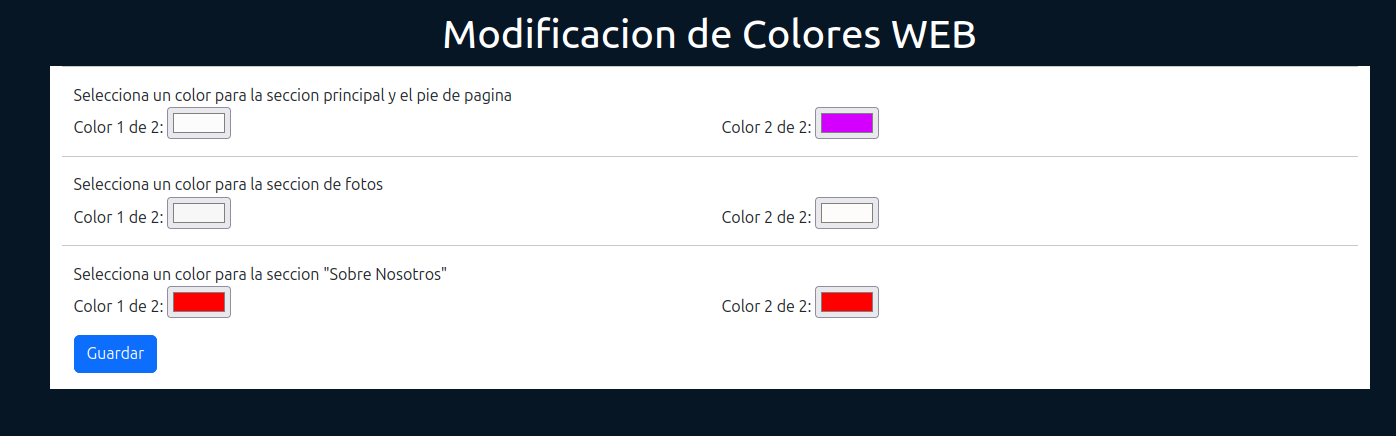 Modificacion de Colores WEB
Selecciona un color para la seccion principal y el pie de pagina
Color 1 de 2:
Color 2 de 2:
Selecciona un color para la seccion de fotos
Color 1 de 2:
Color 2 de 2:
Selecciona un color para la seccion "Sobre Nosotros"
Color 1 de 2:
Color 2 de 2:
Guardar